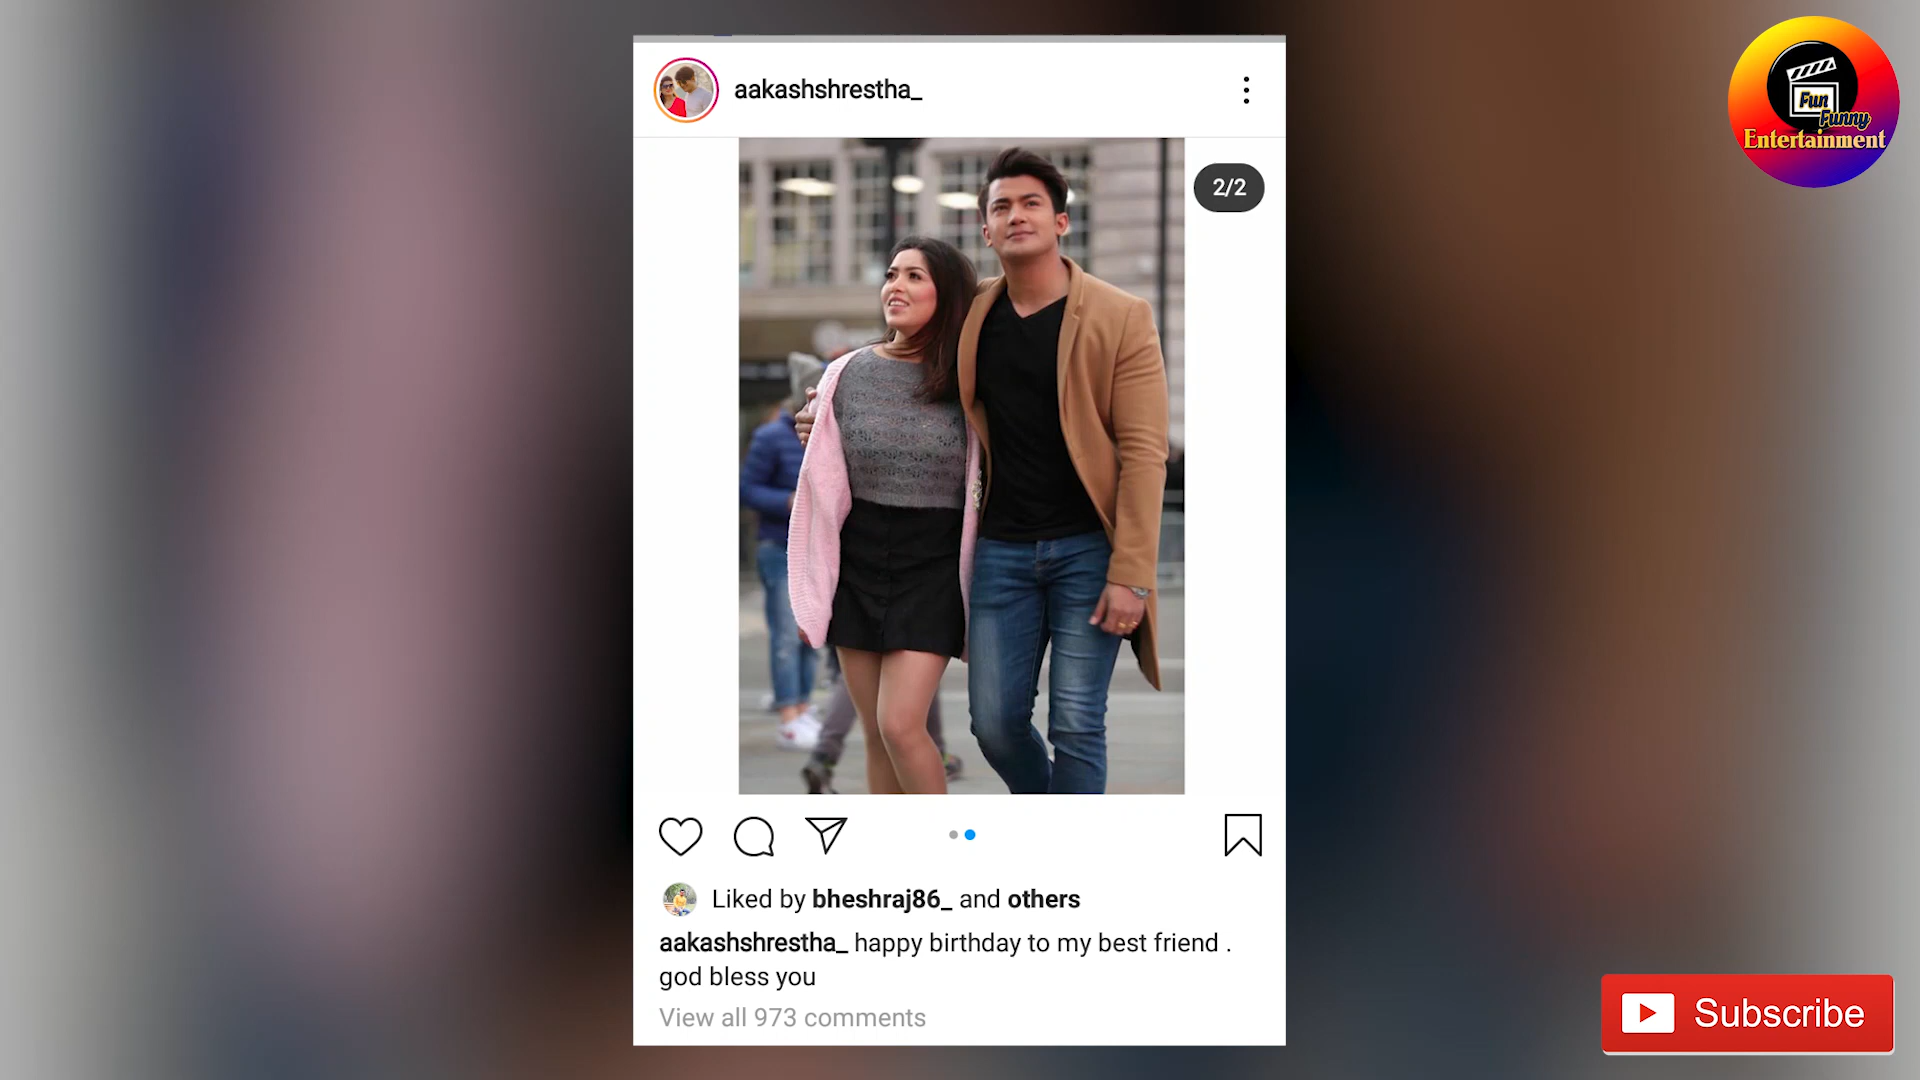 aakashshrestha_
2/2
Fun
Funny
Entertainment
Liked by bheshraj86_ and others
aakashshrestha_ happy birthday to my best friend .
god bless you
View all 973 comments
Subscribe